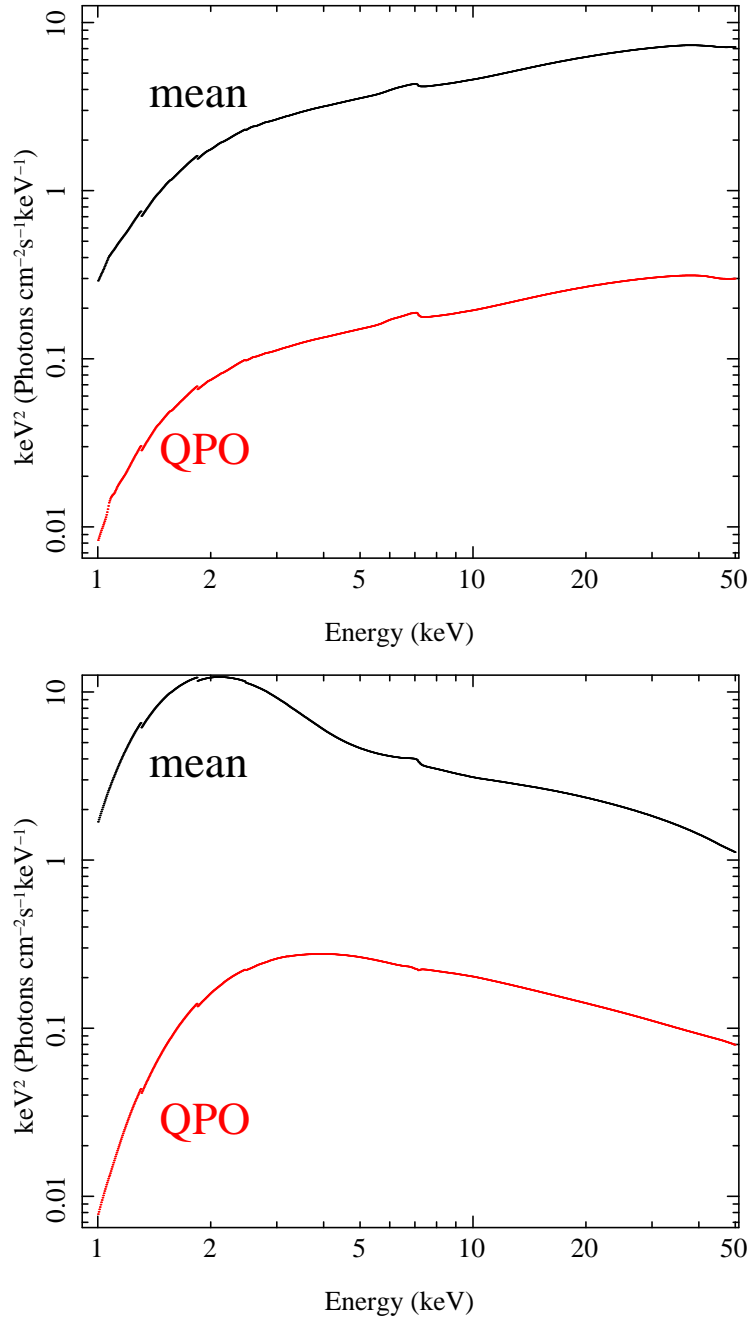 keV² (Photons cm⁻²s⁻¹keV⁻¹)
10
1
0.1
0.01
mean
QPO
1 2 5 10 20 50
Energy (keV)
keV² (Photons cm⁻²s⁻¹keV⁻¹)
10
1
0.1
0.01
mean
QPO
1 2 5 10 20 50
Energy (keV)